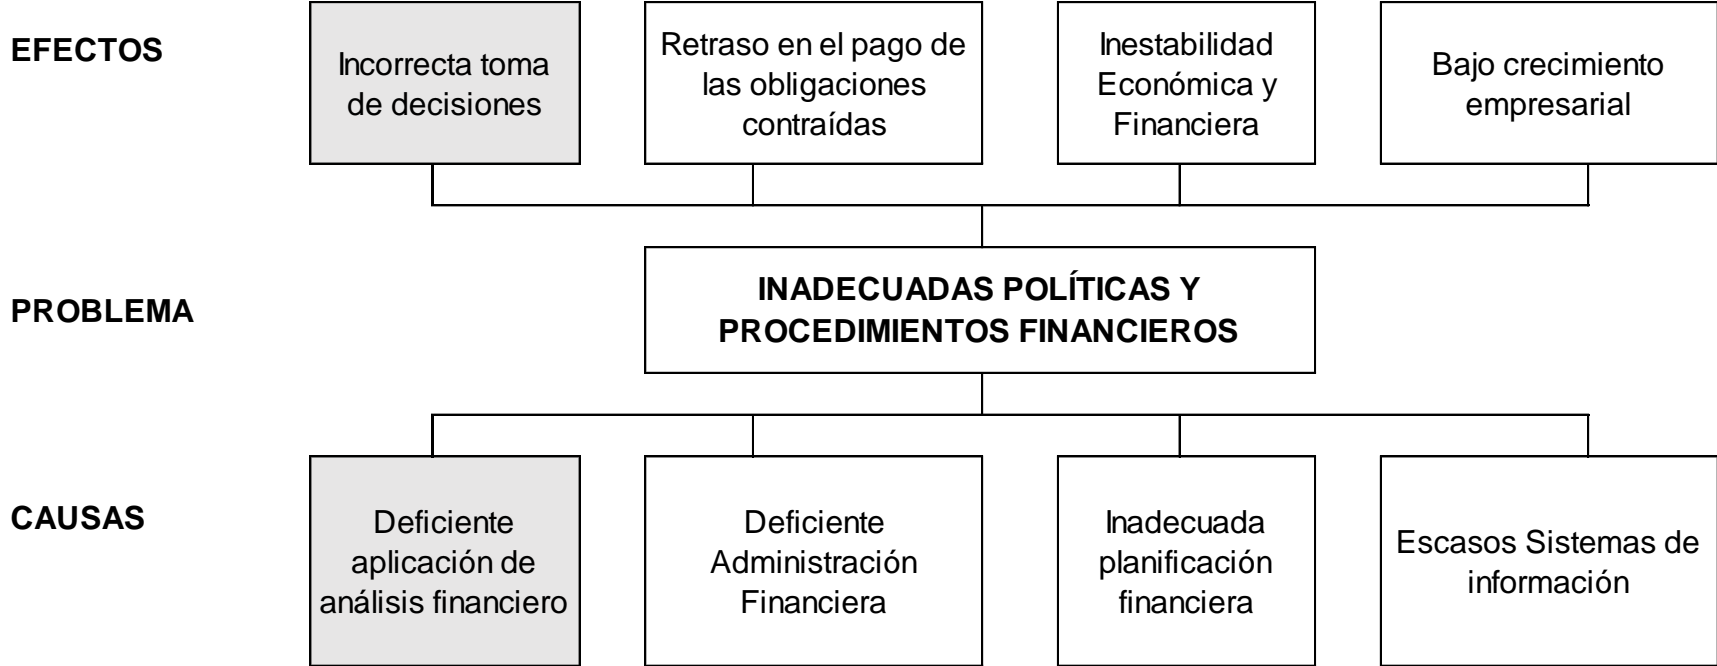 EFECTOS
Incorrecta toma
de decisiones
Retraso en el pago de
las obligaciones
contraídas
Inestabilidad
Económica y
Financiera
Bajo crecimiento
empresarial
PROBLEMA
INADECUADAS POLÍTICAS Y
PROCEDIMIENTOS FINANCIEROS
CAUSAS
Deficiente
aplicación de
análisis financiero
Deficiente
Administración
Financiera
Inadecuada
planificación
financiera
Escasos Sistemas de
información